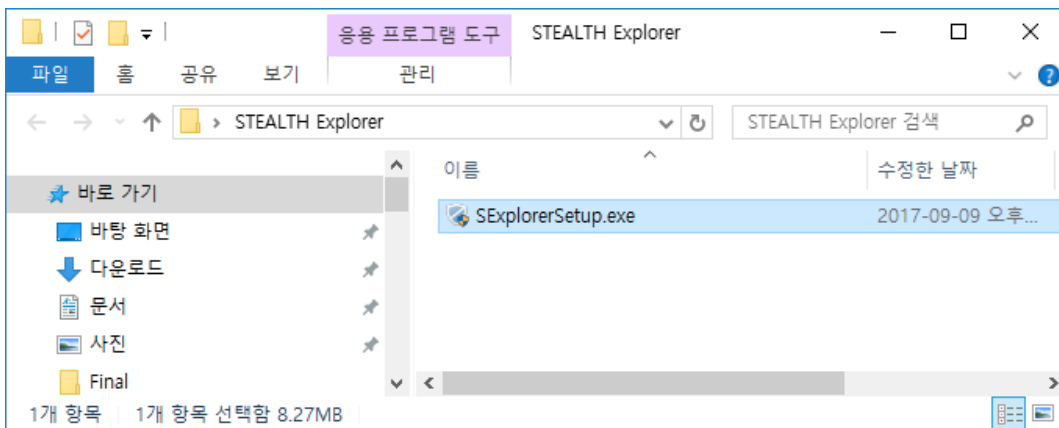 응용 프로그램 도구 STEALTH Explorer
파일 홈 공유 보기 관리 ?
STEALTH Explorer STEALTH Explorer 검색
이름 수정한 날짜
바로 가기
SExplorerSetup.exe 2017-09-09 오후...
바탕 화면
다운로드
문서
사진
Final
1개 항목 1개 항목 선택함 8.27MB